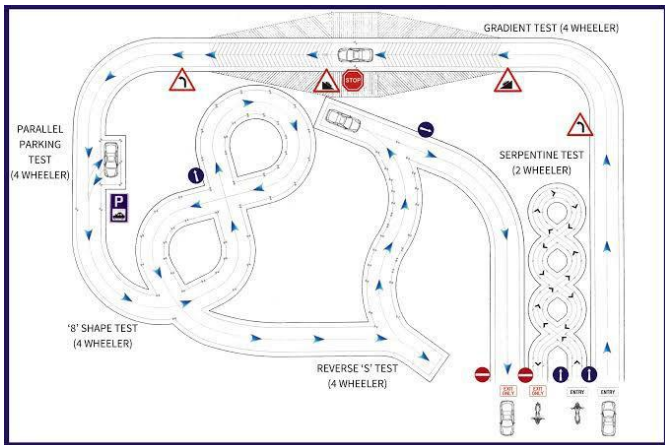 GRADIENT TEST (4 WHEELER)
STOP
PARALLEL
PARKING
TEST
(4 WHEELER)
SERPENTINE TEST
(2 WHEELER)
P
'8' SHAPE TEST
(4 WHEELER)
REVERSE 'S' TEST
(4 WHEELER)
EXIT
ONLY
EXIT
ONLY
ENTRY
ENTRY